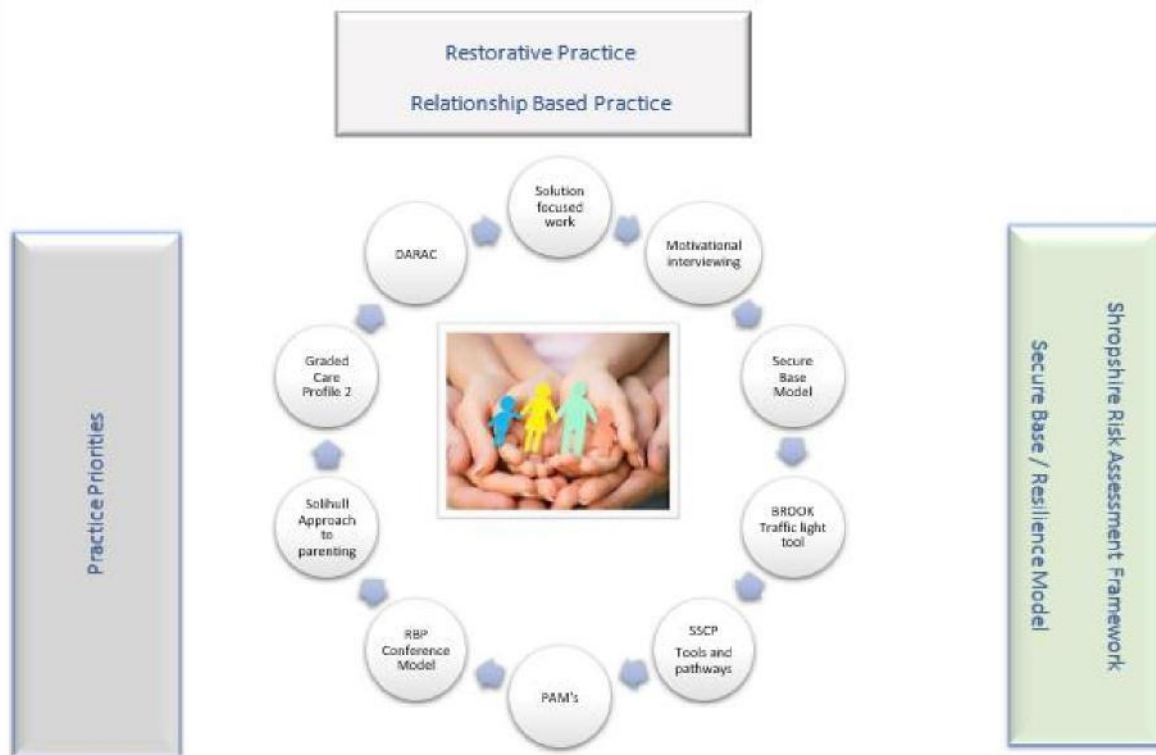 Restorative Practice
Relationship Based Practice
Solution
focused
work
Motivational
interviewing
Secure
Base
Model
BROOK
Traffic light
tool
SSCP
Tools and
pathways
PAM's
RBP
Conference
Model
Solihull
Approach
to
parenting
Graded
Care
Profile 2
DARAC
Practice Priorities
Shropshire Risk Assessment Framework
Secure Base / Resilience Model